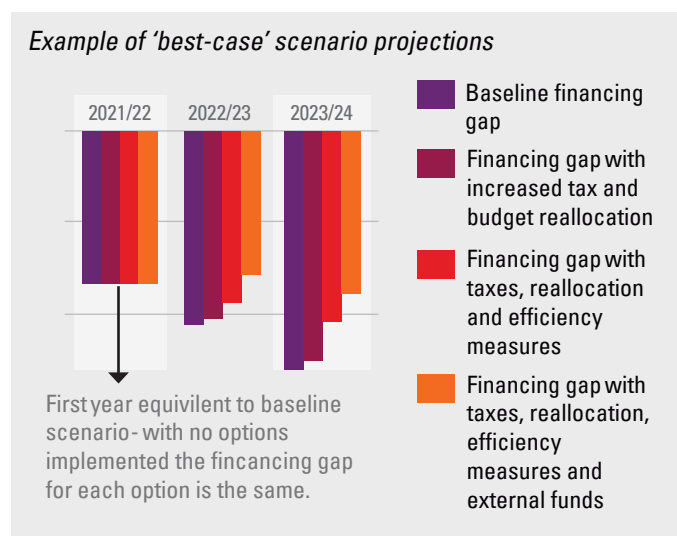 Example of ‘best-case’ scenario projections
2021/22
2022/23
2023/24
Baseline financing
gap
Financing gap with
increased tax and
budget reallocation
Financing gap with
taxes, reallocation
and efficiency
measures
Financing gap with
taxes, reallocation,
efficiency
measures and
external funds
First year equivilent to baseline
scenario- with no options
implemented the fincancing gap
for each option is the same.